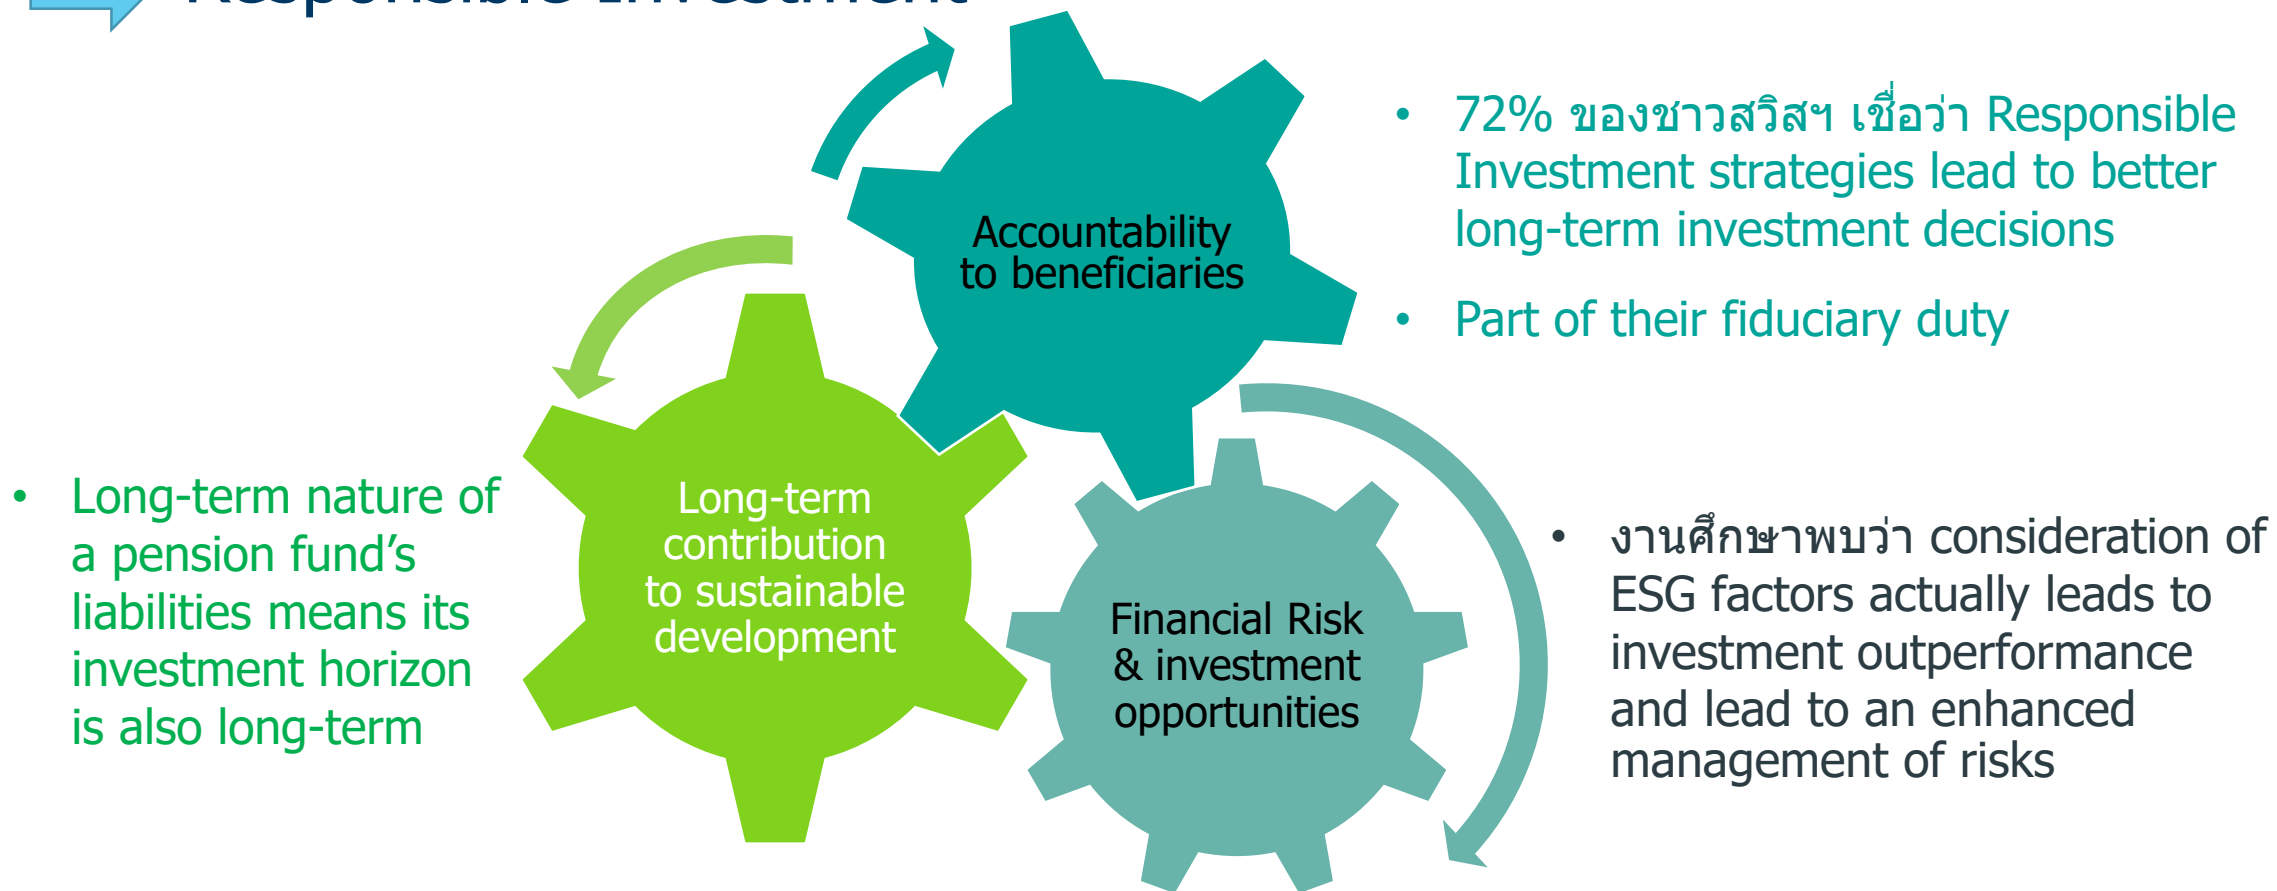 Responsible Investment
Accountability
to beneficiaries
• 72% ของชาวสวิสฯ เชื่อว่า Responsible
Investment strategies lead to better
long-term investment decisions
• Part of their fiduciary duty
Long-term
contribution
to sustainable
development
• Long-term nature of
a pension fund’s
liabilities means its
investment horizon
is also long-term
Financial Risk
& investment
opportunities
• งานศึกษาพบว่า consideration of
ESG factors actually leads to
investment outperformance
and lead to an enhanced
management of risks